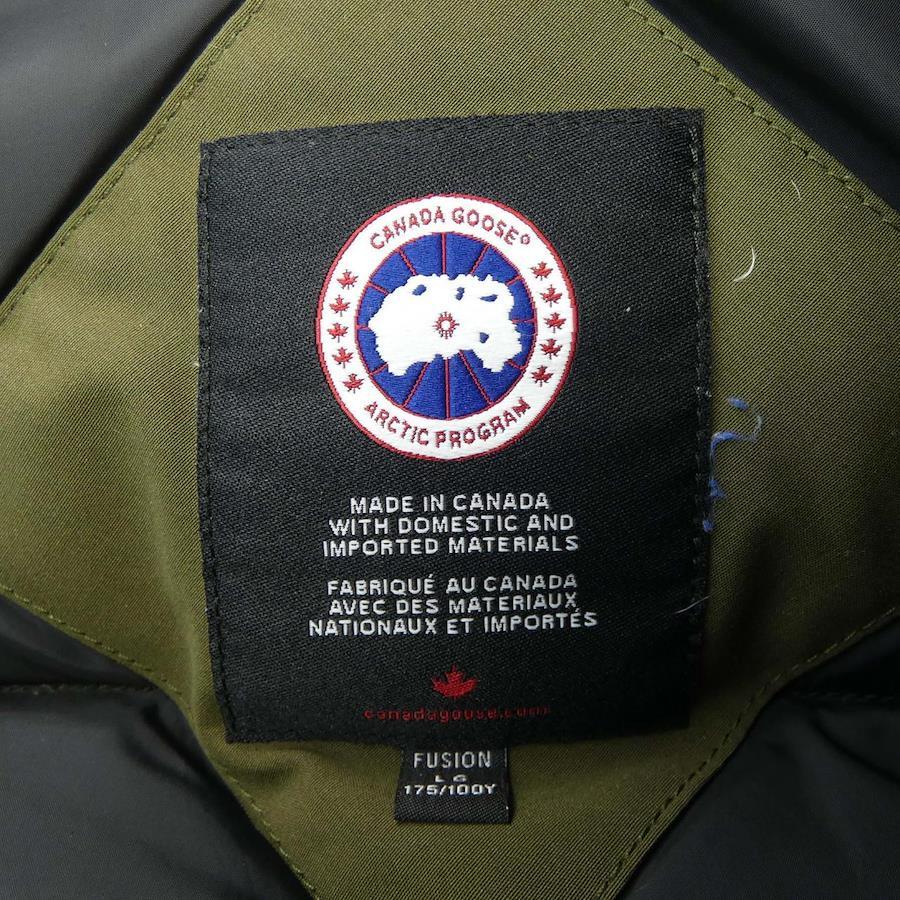 CANADA GOOSE®
ARCTIC PROGRAM
MADE IN CANADA
WITH DOMESTIC AND
IMPORTED MATERIALS
FABRIQUÉ AU CANADA
AVEC DES MATERIAUX
NATIONAUX ET IMPORTÉS
canadagoose.com
FUSION
LG
175/100Y